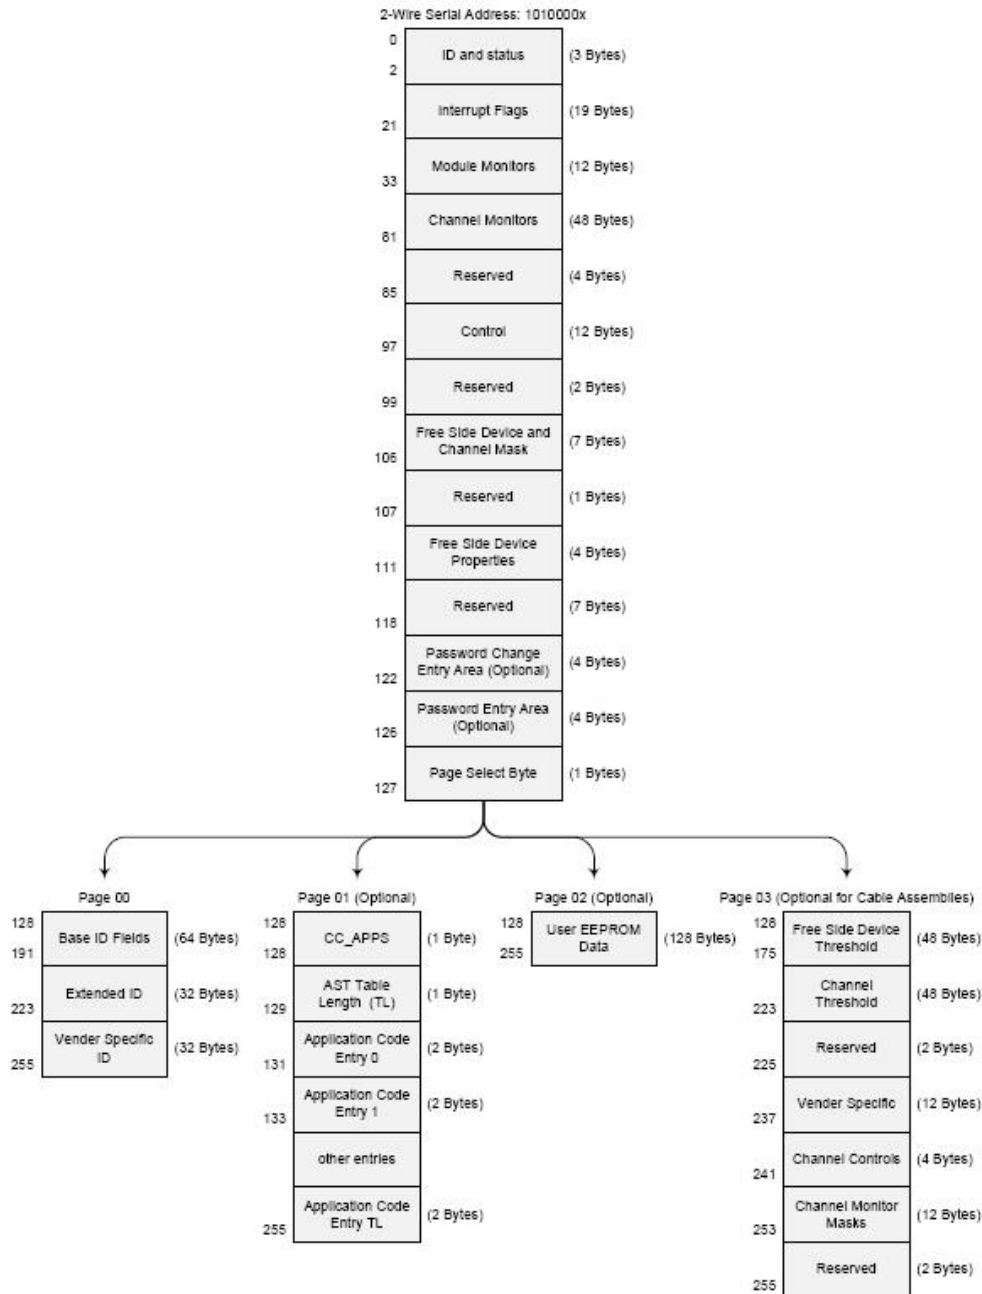 2-Wire Serial Address: 1010000x
0
ID and status (3 Bytes)
2
Interrupt Flags (19 Bytes)
21
Module Monitors (12 Bytes)
33
Channel Monitors (48 Bytes)
81
Reserved (4 Bytes)
85
Control (12 Bytes)
97
Reserved (2 Bytes)
99
Free Side Device and
Channel Mask
(7 Bytes)
106
Reserved (1 Bytes)
107
Free Side Device
Properties
(4 Bytes)
111
Reserved (7 Bytes)
118
Password Change
Entry Area (Optional)
(4 Bytes)
122
Password Entry Area
(Optional)
(4 Bytes)
126
Page Select Byte (1 Bytes)
127
Page 00
128
Base ID Fields (64 Bytes)
191
Extended ID (32 Bytes)
223
Vender Specific
ID
(32 Bytes)
255
Page 01 (Optional)
128
CC_APPS (1 Byte)
128
AST Table
Length (TL)
(1 Byte)
129
Application Code
Entry 0
(2 Bytes)
131
Application Code
Entry 1
(2 Bytes)
133
other entries
Application Code
Entry TL
(2 Bytes)
255
Page 02 (Optional)
128
User EEPROM
Data
(128 Bytes)
255
Page 03 (Optional for Cable Assemblies)
128
Free Side Device
Threshold
(48 Bytes)
175
Channel
Threshold
(48 Bytes)
223
Reserved (2 Bytes)
225
Vender Specific (12 Bytes)
237
Channel Controls (4 Bytes)
241
Channel Monitor
Masks
(12 Bytes)
253
Reserved (2 Bytes)
255